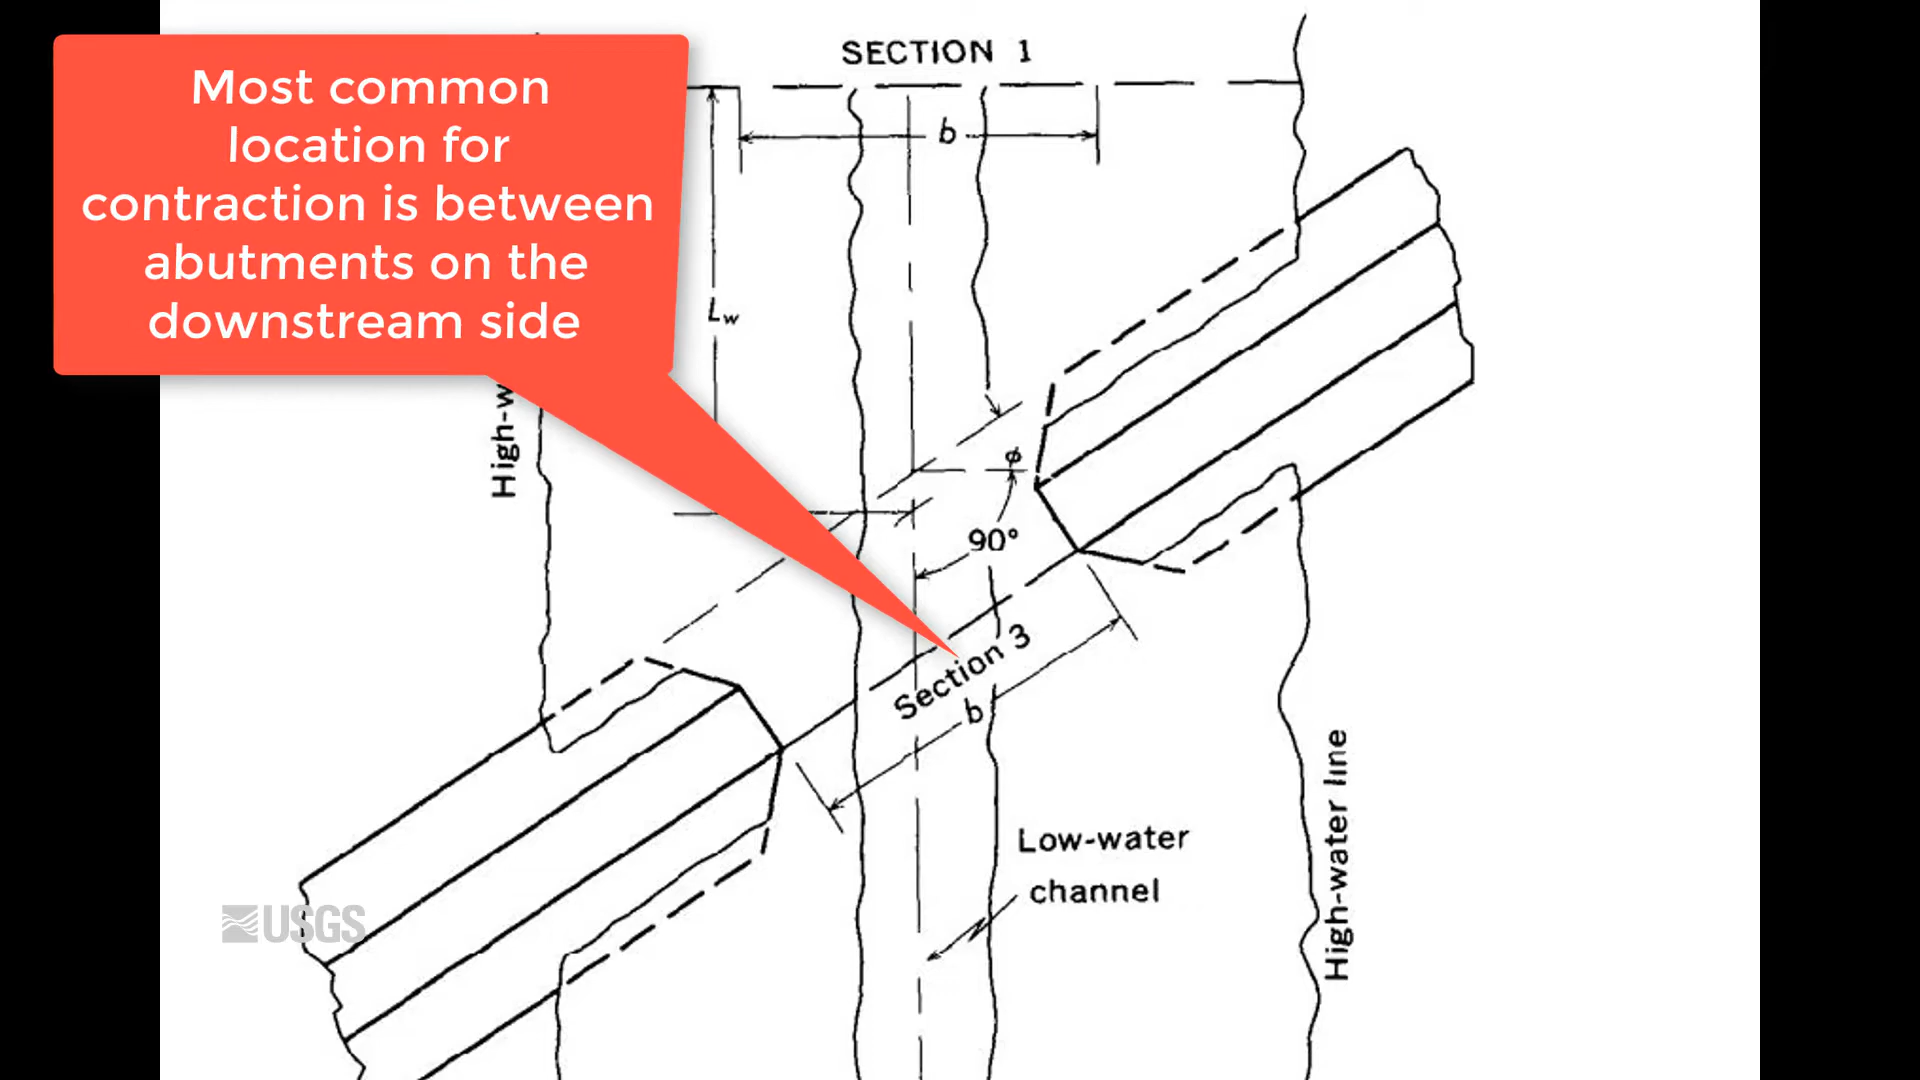 SECTION 1
Most common
location for
contraction is between
abutments on the
downstream side
b
Lw
High-w
ø
90°
Section 3
b
Low-water
channel
High-water line
USGS